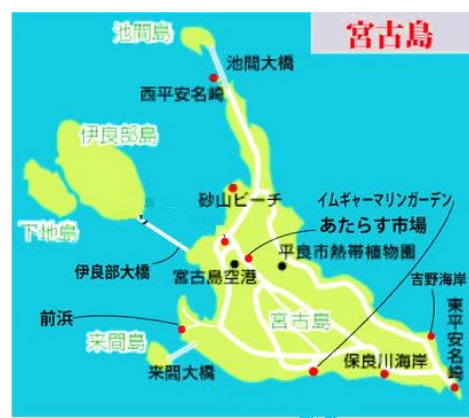 宮古島
池間島
池間大橋
西平安名崎
伊良部島
砂山ビーチ
イムギャーマリンガーデン
あたらす市場
下地島
平良市熱帯植物園
伊良部大橋
宮古島空港
吉野海岸
東平安名崎
前浜
宮古島
来間島
保良川海岸
来間大橋